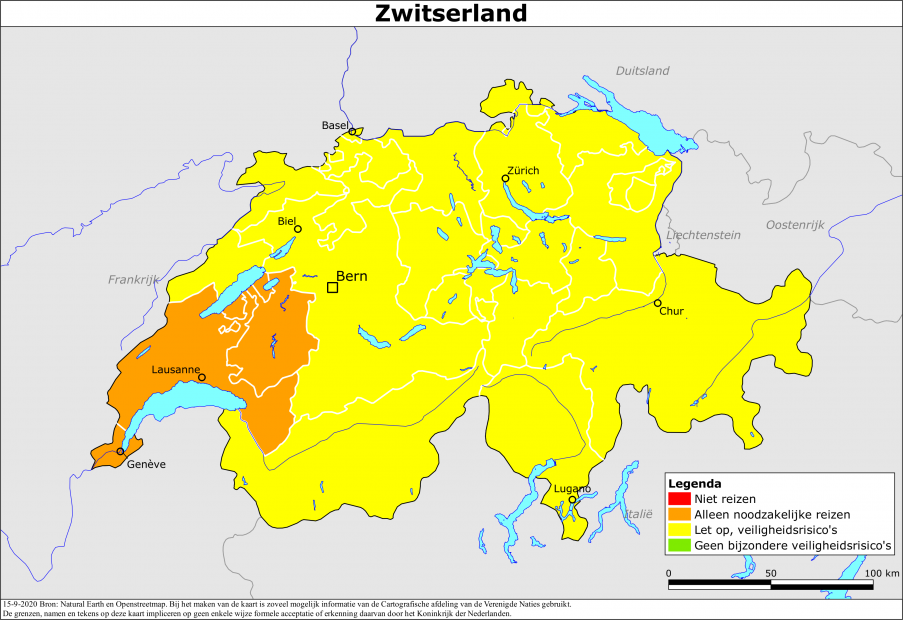 Zwitserland
Duitsland
Basel
Zürich
Biel
Oostenrijk
Liechtenstein
Frankrijk
Bern
Chur
Lausanne
Genève
Lugano
Italië
Legenda
Niet reizen
Alleen noodzakelijke reizen
Let op, veiligheidsrisico's
Geen bijzondere veiligheidsrisico's
0 50 100 km
15-9-2020 Bron: Natural Earth en Openstreetmap. Bij het maken van de kaart is zoveel mogelijk informatie van de Cartografische afdeling van de Verenigde Naties gebruikt.
De grenzen, namen en tekens op deze kaart impliceren op geen enkele wijze formele acceptatie of erkenning daarvan door het Koninkrijk der Nederlanden.